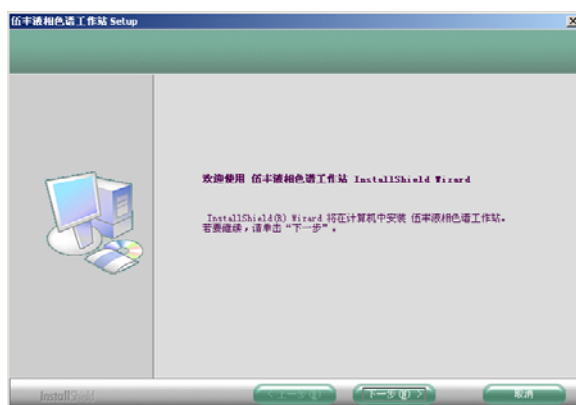 伍丰液相色谱工作站 Setup
欢迎使用 伍丰液相色谱工作站 InstallShield Wizard
InstallShield(R) Wizard 将在计算机中安装 伍丰液相色谱工作站。
若要继续，请单击“下一步”。
InstallShield
< 上一步(B)
下一步(N) >
取消